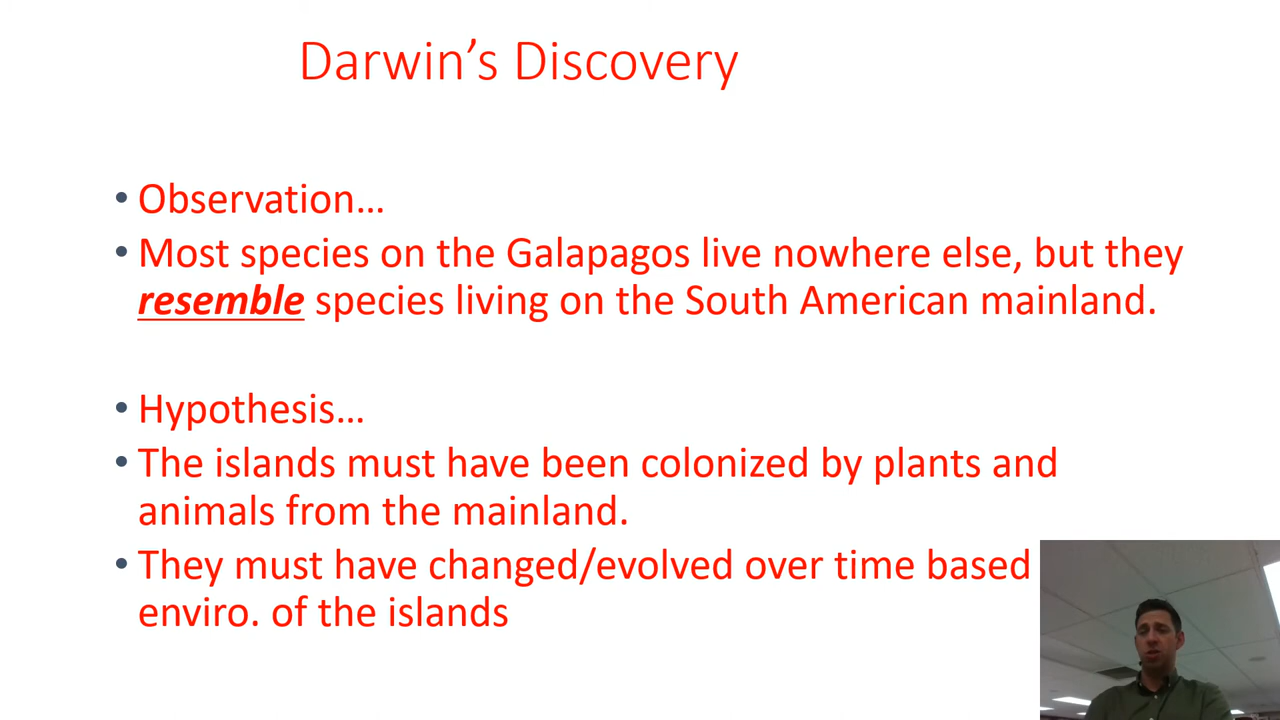 Darwin's Discovery
• Observation…
• Most species on the Galapagos live nowhere else, but they
resemble species living on the South American mainland.
• Hypothesis…
• The islands must have been colonized by plants and
animals from the mainland.
• They must have changed/evolved over time based
enviro. of the islands